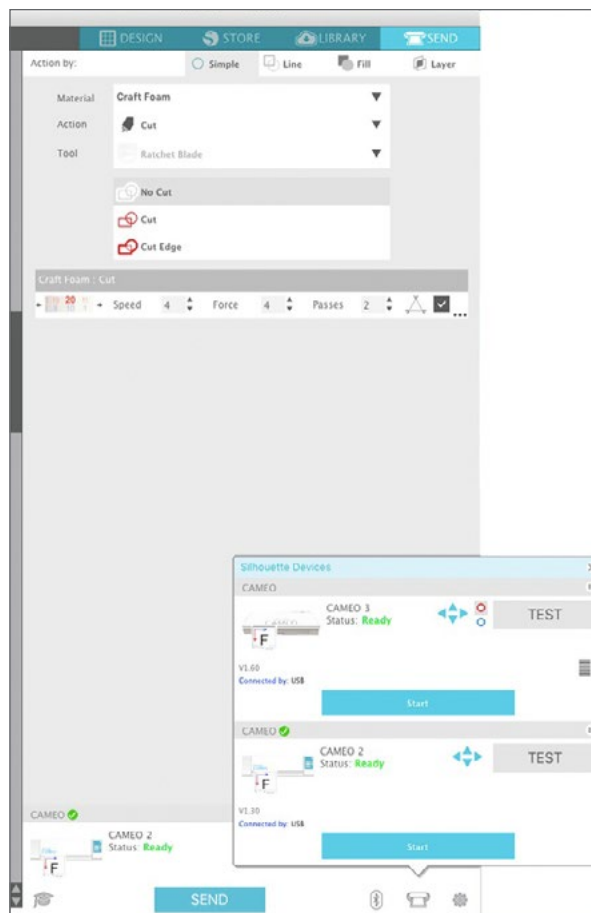 DESIGN STORE LIBRARY SEND
Action by: Simple Line Fill Layer
Material Craft Foam
Action Cut
Tool Ratchet Blade
No Cut
Cut
Cut Edge
Craft Foam : Cut
20 Speed 4 Force 4 Passes 2
Silhouette Devices
CAMEO
CAMEO 3
Status: Ready
TEST
F
V1.60
Connected by: USB
Start
CAMEO
CAMEO 2
Status: Ready
TEST
F
V1.30
Connected by: USB
Start
CAMEO
CAMEO 2
Status: Ready
F
SEND